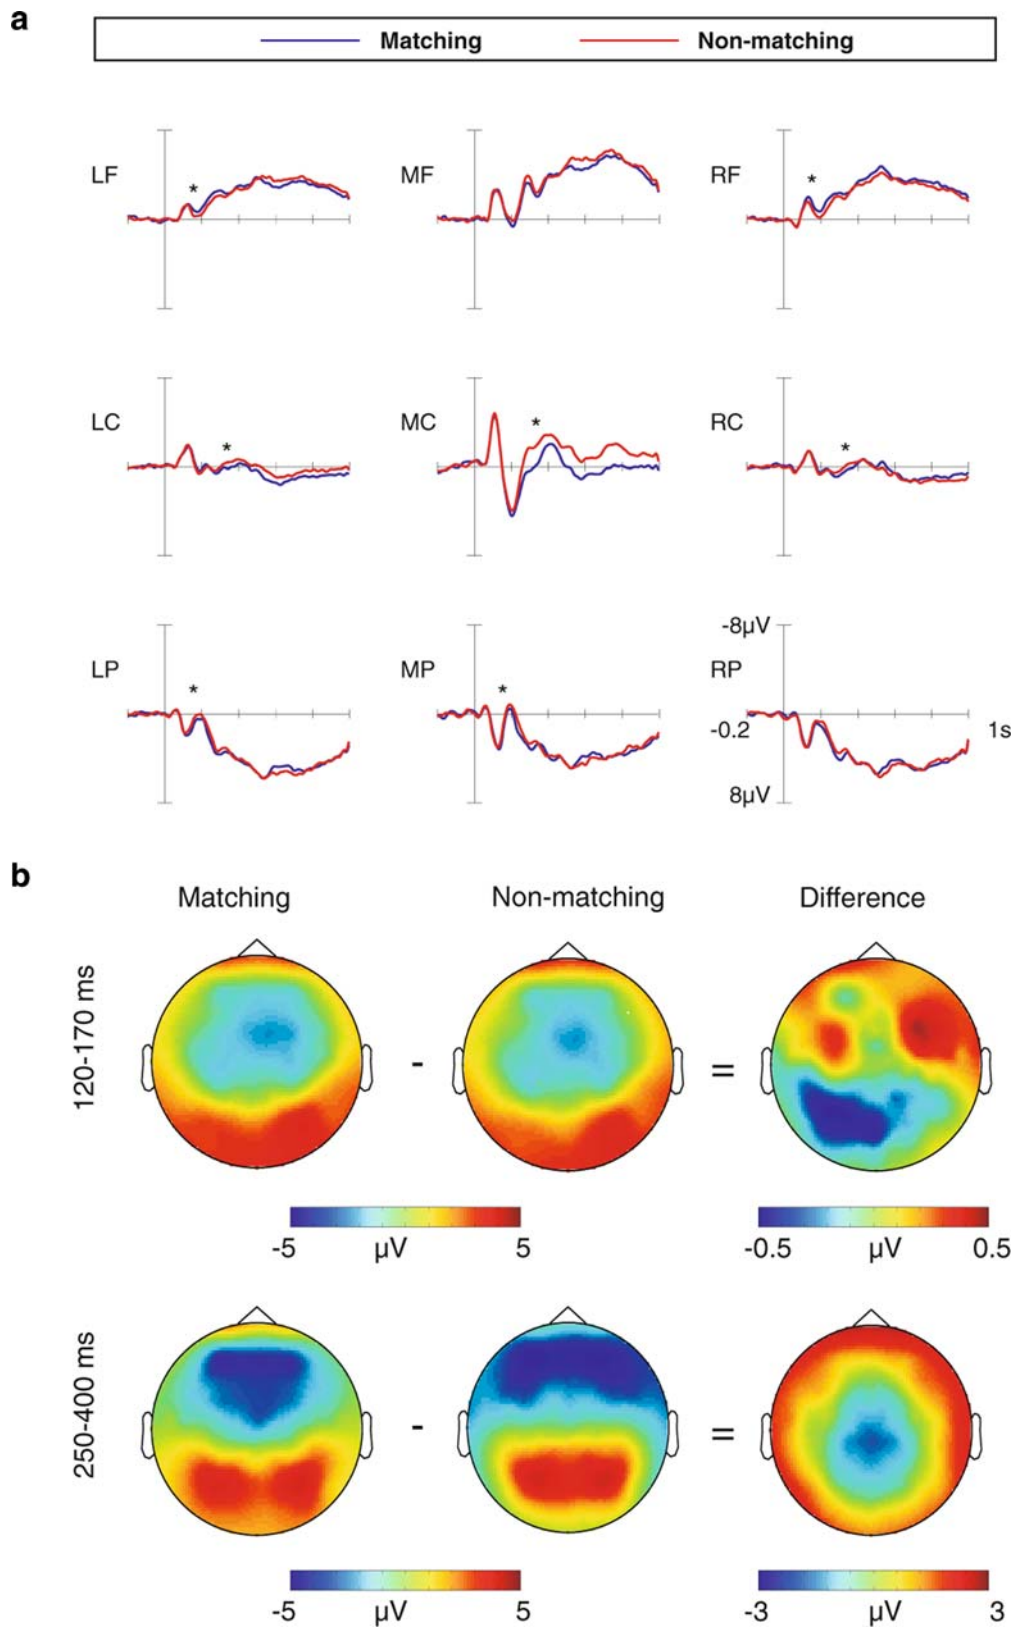 a
Matching Non-matching
LF MF RF
* *
LC MC RC
* * *
-8µV
LP MP RP
* *
-0.2 1s
8µV
b
Matching Non-matching Difference
120-170 ms
- =
-5 µV 5 -0.5 µV 0.5
250-400 ms
- =
-5 µV 5 -3 µV 3